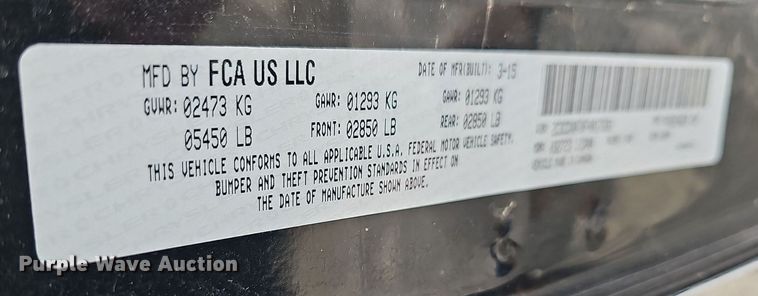 MFD BY FCA US LLC DATE OF MFR(BUILT): 3-19
GVWR: 02473 KG GAWR: 01293 KG GAWR: 01293 KG
05450 LB FRONT: 02850 LB REAR: 02850 LB
THIS VEHICLE CONFORMS TO ALL APPLICABLE U.S.A. FEDERAL MOTOR VEHICLE SAFETY,
BUMPER AND THEFT PREVENTION STANDARDS IN EFFECT ON
THE DATE OF MANUFACTURE SHOWN ABOVE.
Purple Wave Auction